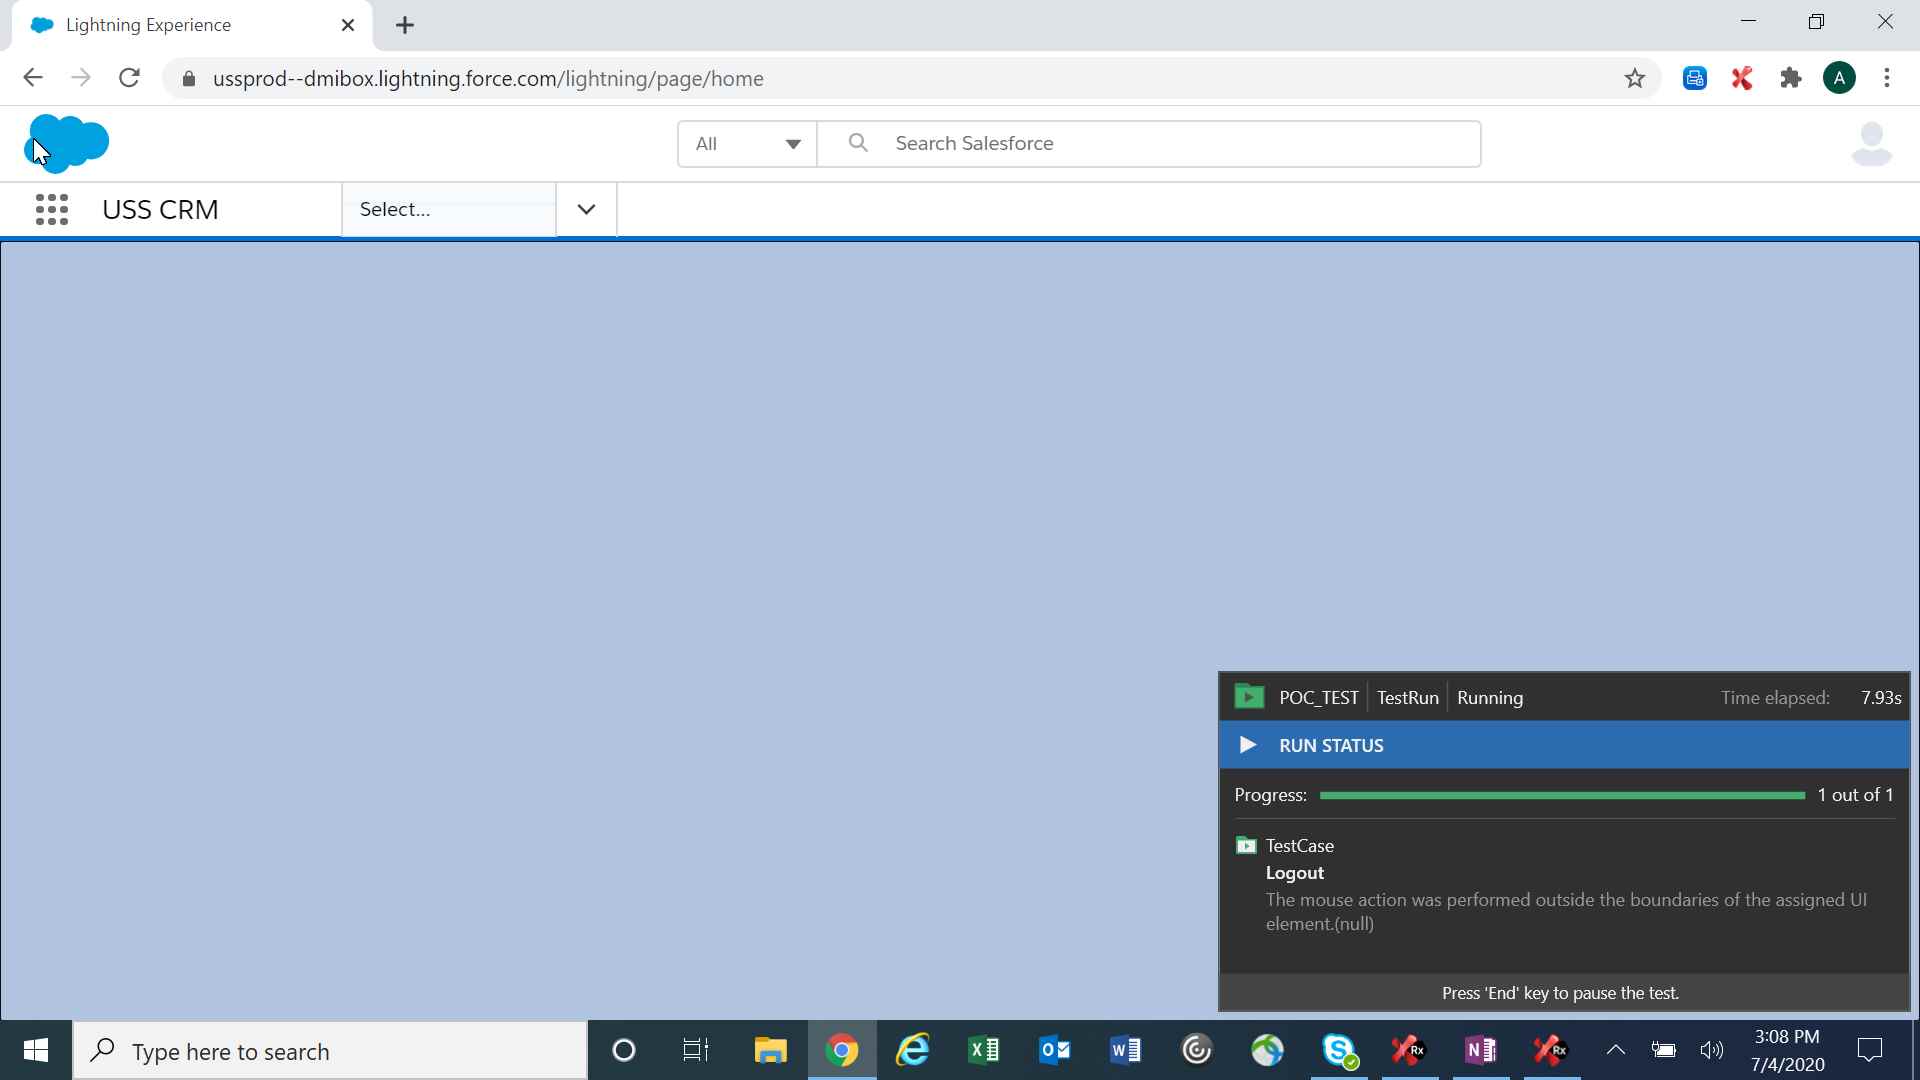 Lightning Experience
ussprod--dmibox.lightning.force.com/lightning/page/home
A
All
Search Salesforce
USS CRM
Select...
POC_TEST TestRun Running Time elapsed: 7.93s
RUN STATUS
Progress: 1 out of 1
TestCase
Logout
The mouse action was performed outside the boundaries of the assigned UI
element.(null)
Press 'End' key to pause the test.
Type here to search
3:08 PM
7/4/2020